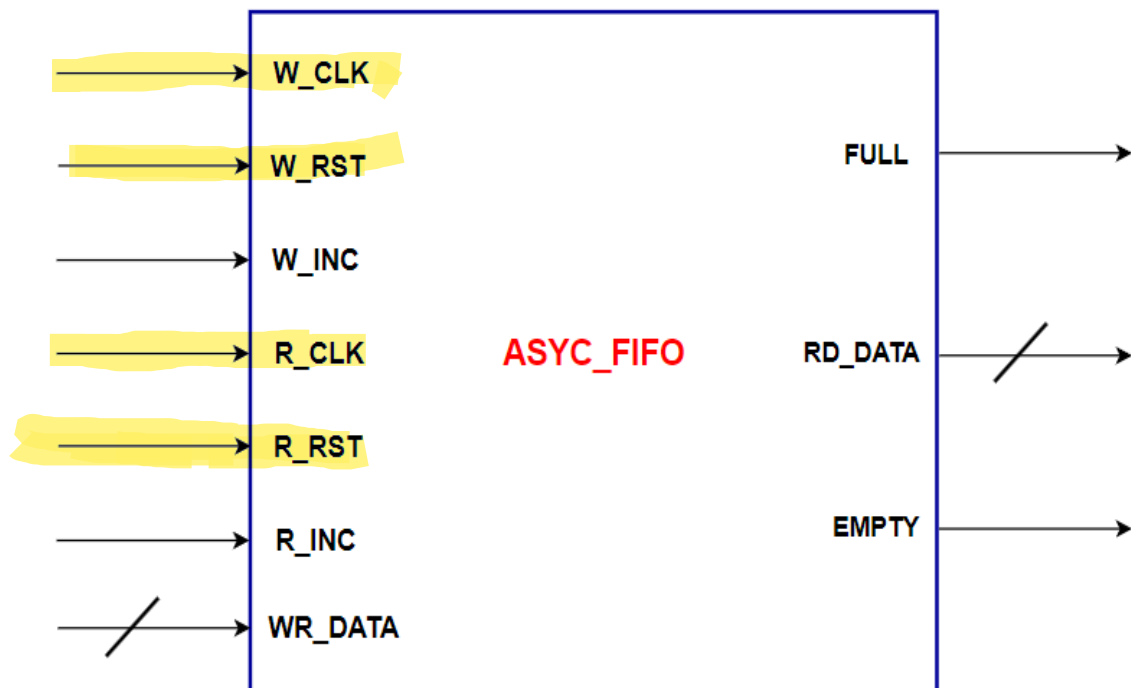 W_CLK
W_RST
FULL
W_INC
R_CLK
ASYC_FIFO
RD_DATA
R_RST
EMPTY
R_INC
WR_DATA